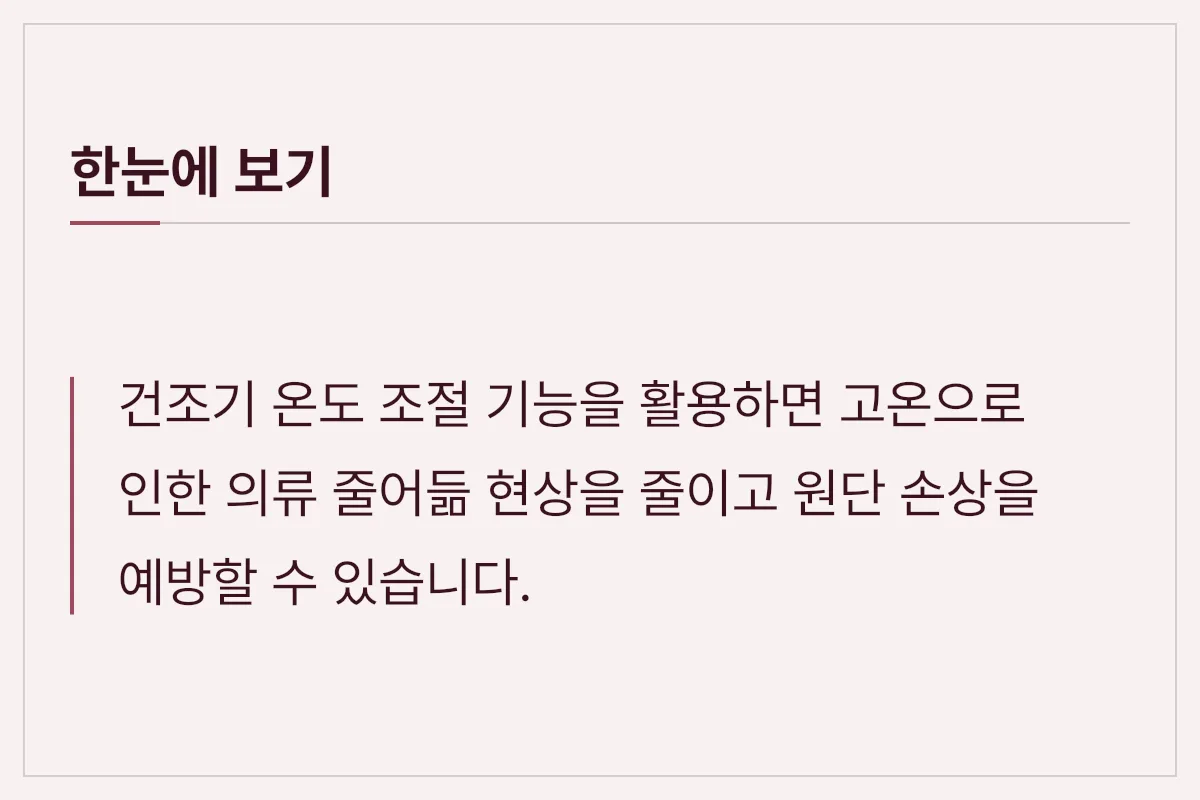 한눈에 보기
건조기 온도 조절 기능을 활용하면 고온으로
인한 의류 줄어듦 현상을 줄이고 원단 손상을
예방할 수 있습니다.